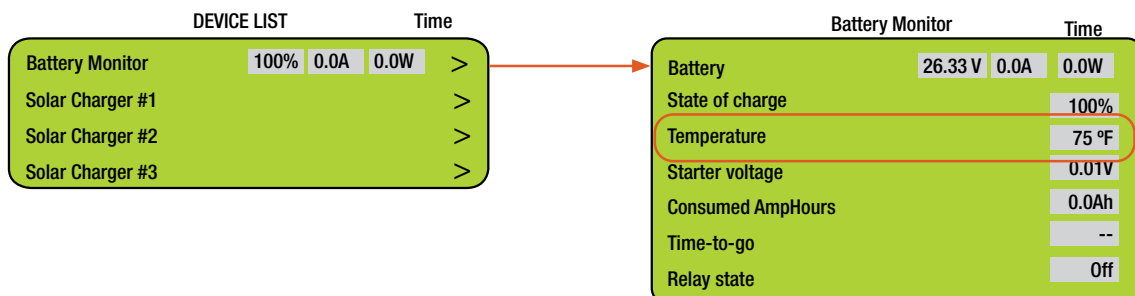 DEVICE LIST Time
Battery Monitor 100% 0.0A 0.0W >
Solar Charger #1 >
Solar Charger #2 >
Solar Charger #3 >
Battery Monitor Time
Battery 26.33 V 0.0A 0.0W
State of charge 100%
Temperature 75 ºF
Starter voltage 0.01V
Consumed AmpHours 0.0Ah
Time-to-go --
Relay state Off